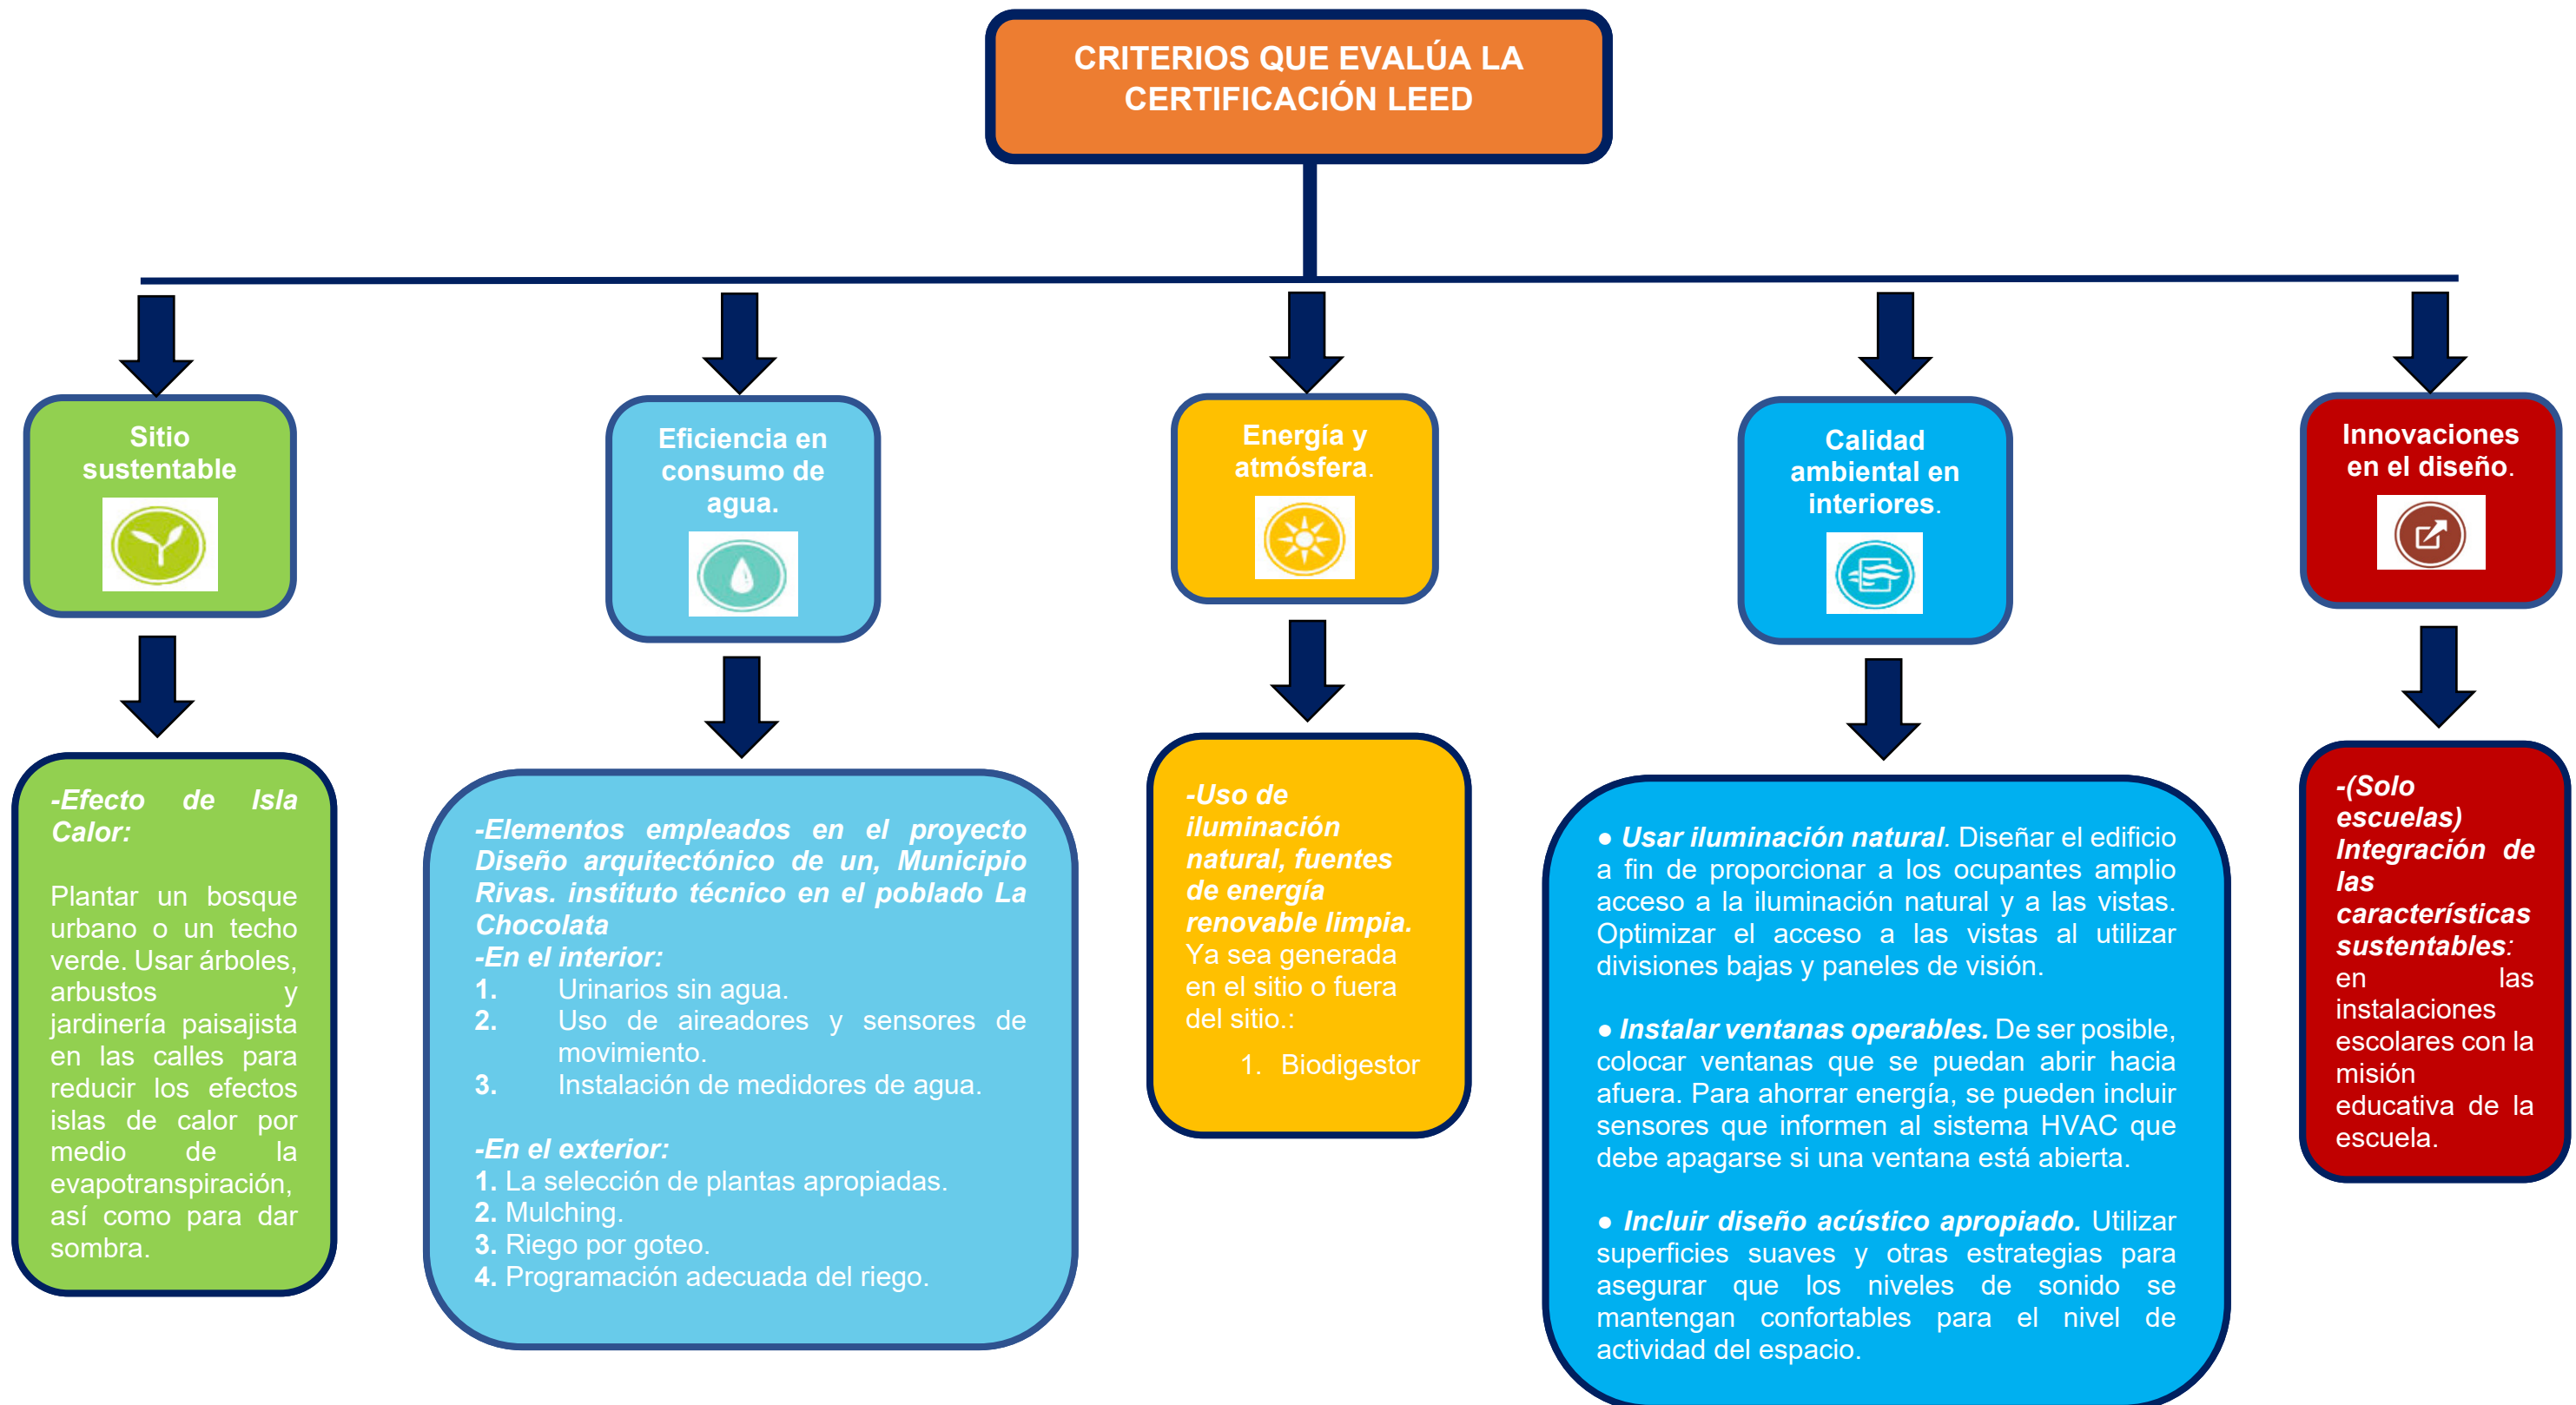 CRITERIOS QUE EVALÚA LA
CERTIFICACIÓN LEED
Sitio
sustentable
Eficiencia en
consumo de
agua.
Energía y
atmósfera.
Calidad
ambiental en
interiores.
Innovaciones
en el diseño.
-Efecto de Isla
Calor:
Plantar un bosque
urbano o un techo
verde. Usar árboles,
arbustos y
jardinería paisajista
en las calles para
reducir los efectos
islas de calor por
medio de la
evapotranspiración,
así como para dar
sombra.
-Elementos empleados en el proyecto
Diseño arquitectónico de un, Municipio
Rivas. instituto técnico en el poblado La
Chocolata
-En el interior:
1. Urinarios sin agua.
2. Uso de aireadores y sensores de
movimiento.
3. Instalación de medidores de agua.
-En el exterior:
1. La selección de plantas apropiadas.
2. Mulching.
3. Riego por goteo.
4. Programación adecuada del riego.
-Uso de
iluminación
natural, fuentes
de energía
renovable limpia.
Ya sea generada
en el sitio o fuera
del sitio.:
1. Biodigestor
● Usar iluminación natural. Diseñar el edificio
a fin de proporcionar a los ocupantes amplio
acceso a la iluminación natural y a las vistas.
Optimizar el acceso a las vistas al utilizar
divisiones bajas y paneles de visión.
● Instalar ventanas operables. De ser posible,
colocar ventanas que se puedan abrir hacia
afuera. Para ahorrar energía, se pueden incluir
sensores que informen al sistema HVAC que
debe apagarse si una ventana está abierta.
● Incluir diseño acústico apropiado. Utilizar
superficies suaves y otras estrategias para
asegurar que los niveles de sonido se
mantengan confortables para el nivel de
actividad del espacio.
-(Solo
escuelas)
Integración de
las
características
sustentables:
en las
instalaciones
escolares con la
misión
educativa de la
escuela.